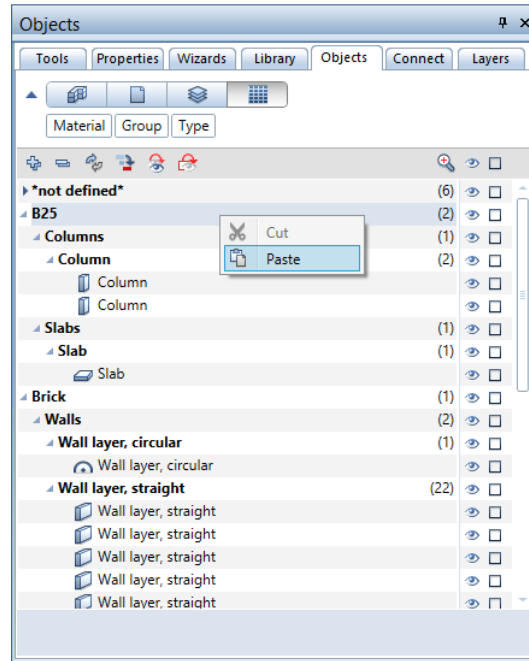 Objects
Tools Properties Wizards Library Objects Connect Layers
Material Group Type
*not defined* (6)
B25 (2)
Cut
Columns (1)
Paste
Column (2)
Column
Column
Slabs (1)
Slab (1)
Slab
Brick (1)
Walls (2)
Wall layer, circular (1)
Wall layer, circular
Wall layer, straight (22)
Wall layer, straight
Wall layer, straight
Wall layer, straight
Wall layer, straight
Wall layer, straight